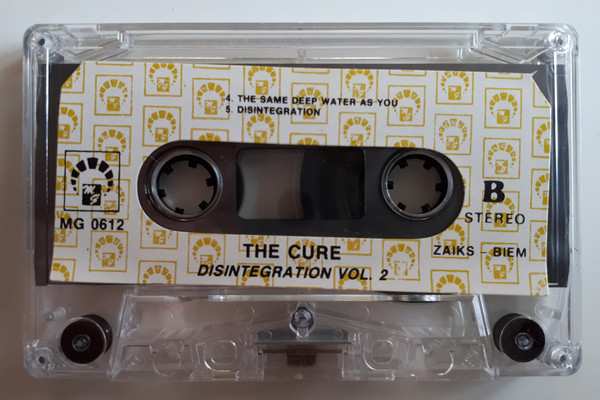 4. THE SAME DEEP WATER AS YOU
5. DISINTEGRATION
MG
MG 0612
B
STEREO
THE CURE
DISINTEGRATION VOL. 2
ZAIKS - BIEM